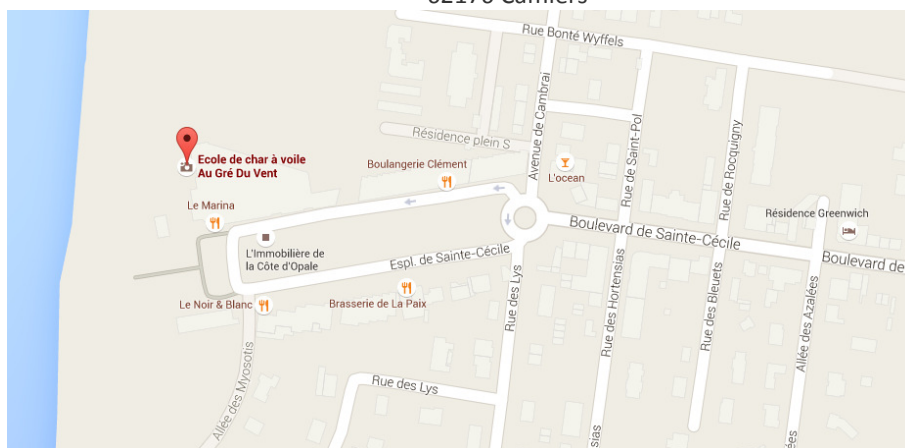 62176 Camiers
Rue Bonté Wyffels
Avenue de Cambrai
Résidence plein S
Rue de Saint-Pol
Rue de Rocquigny
Ecole de char à voile
Au Gré Du Vent
Boulangerie Clément
L'ocean
Le Marina
Résidence Greenwich
Boulevard de Sainte-Cécile
Boulevard de
L'Immobilière de
la Côte d'Opale
Espl. de Sainte-Cécile
Le Noir & Blanc
Brasserie de La Paix
Rue des Lys
Rue des Hortensias
Rue des Bleuets
Allée des Azalées
Rue des Lys
Allée des Myosotis
ées